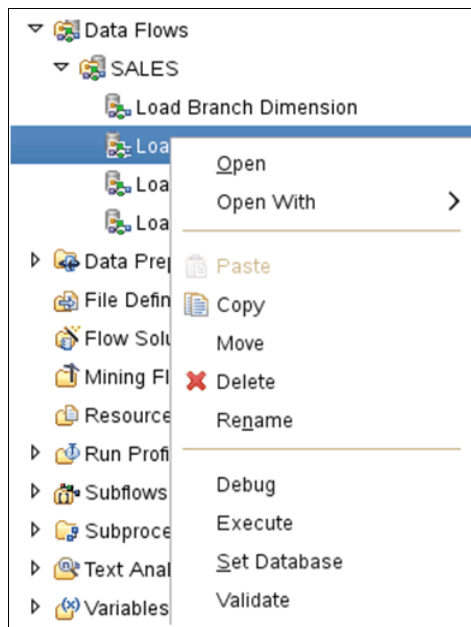 Data Flows
SALES
Load Branch Dimension
Loa
Loa
Loa
Data Prep
File Defin
Flow Solu
Mining Fl
Resource
Run Profi
Subflows
Subproce
Text Anal
Variables
Open
Open With
Paste
Copy
Move
Delete
Rename
Debug
Execute
Set Database
Validate